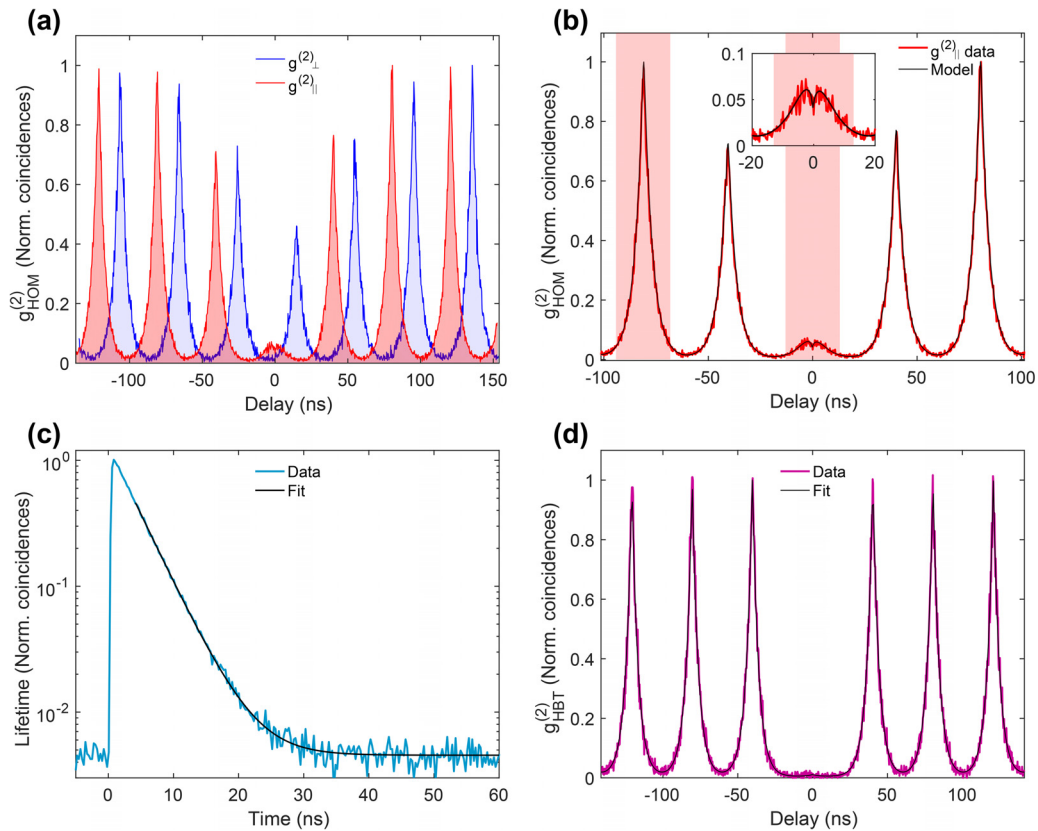 (a)
g(2)HOM (Norm. coincidences)
1
0.8
0.6
0.4
0.2
0
g(2)⊥
g(2)||
-100 -50 0 50 100 150
Delay (ns)
(b)
g(2)HOM (Norm. coincidences)
1
0.8
0.6
0.4
0.2
0
0.1
0.05
0
-20 0 20
g(2)|| data
Model
-100 -50 0 50 100
Delay (ns)
(c)
Lifetime (Norm. coincidences)
10^0
10^-1
10^-2
Data
Fit
0 10 20 30 40 50 60
Time (ns)
(d)
g(2)HBT (Norm. coincidences)
1
0.8
0.6
0.4
0.2
0
Data
Fit
-100 -50 0 50 100
Delay (ns)